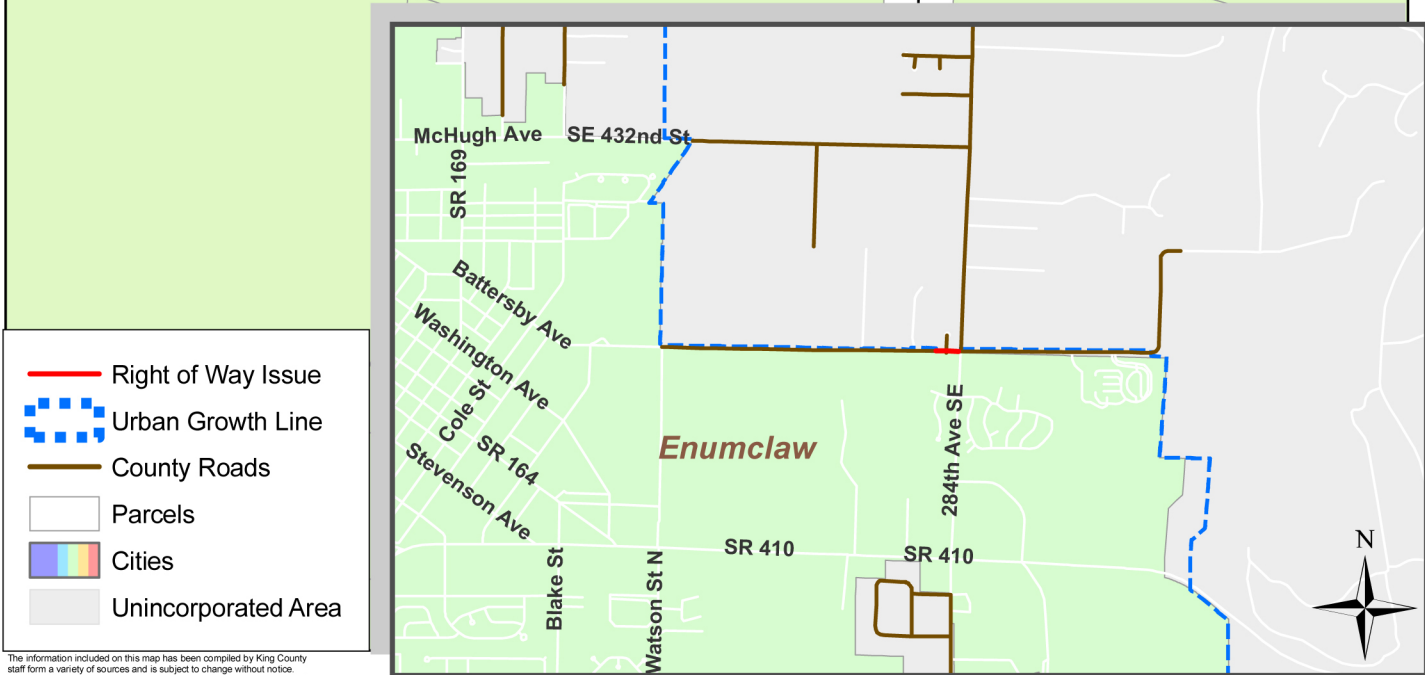 McHugh Ave
SE 432nd St
SR 169
Battersby Ave
Washington Ave
Cole St
SR 164
Stevenson Ave
Enumclaw
284th Ave SE
SR 410
SR 410
Blake St
Watson St N
N
Right of Way Issue
Urban Growth Line
County Roads
Parcels
Cities
Unincorporated Area
The information included on this map has been compiled by King County
staff form a variety of sources and is subject to change without notice.